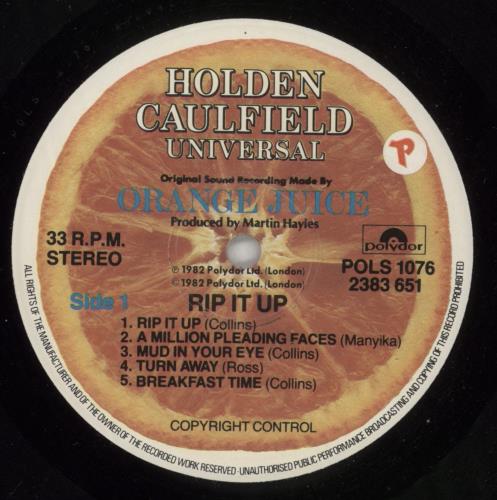 HOLDEN
CAULFIELD
UNIVERSAL
Original Sound Recording Made By
ORANGE JUICE
Produced by Martin Hayles
P
33 R.P.M.
STEREO
polydor
℗ 1982 Polydor Ltd. (London)
© 1982 Polydor Ltd. (London)
POLS 1076
2383 651
Side 1
RIP IT UP
1. RIP IT UP (Collins)
2. A MILLION PLEADING FACES (Manyika)
3. MUD IN YOUR EYE (Collins)
4. TURN AWAY (Ross)
5. BREAKFAST TIME (Collins)
COPYRIGHT CONTROL
ALL RIGHTS OF THE MANUFACTURER AND OF THE OWNER OF THE RECORDED WORK RESERVED · UNAUTHORISED PUBLIC PERFORMANCE BROADCASTING AND COPYING OF THIS RECORD PROHIBITED